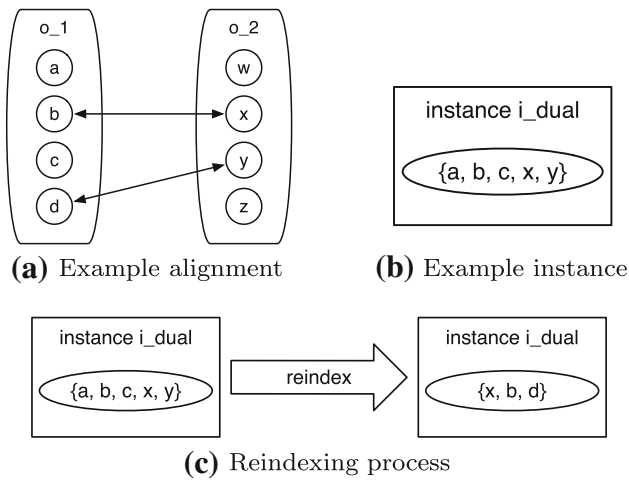 o_1 o_2
a w
b x
c y
d z
(a) Example alignment
instance i_dual
{a, b, c, x, y}
(b) Example instance
instance i_dual
{a, b, c, x, y}
reindex
instance i_dual
{x, b, d}
(c) Reindexing process